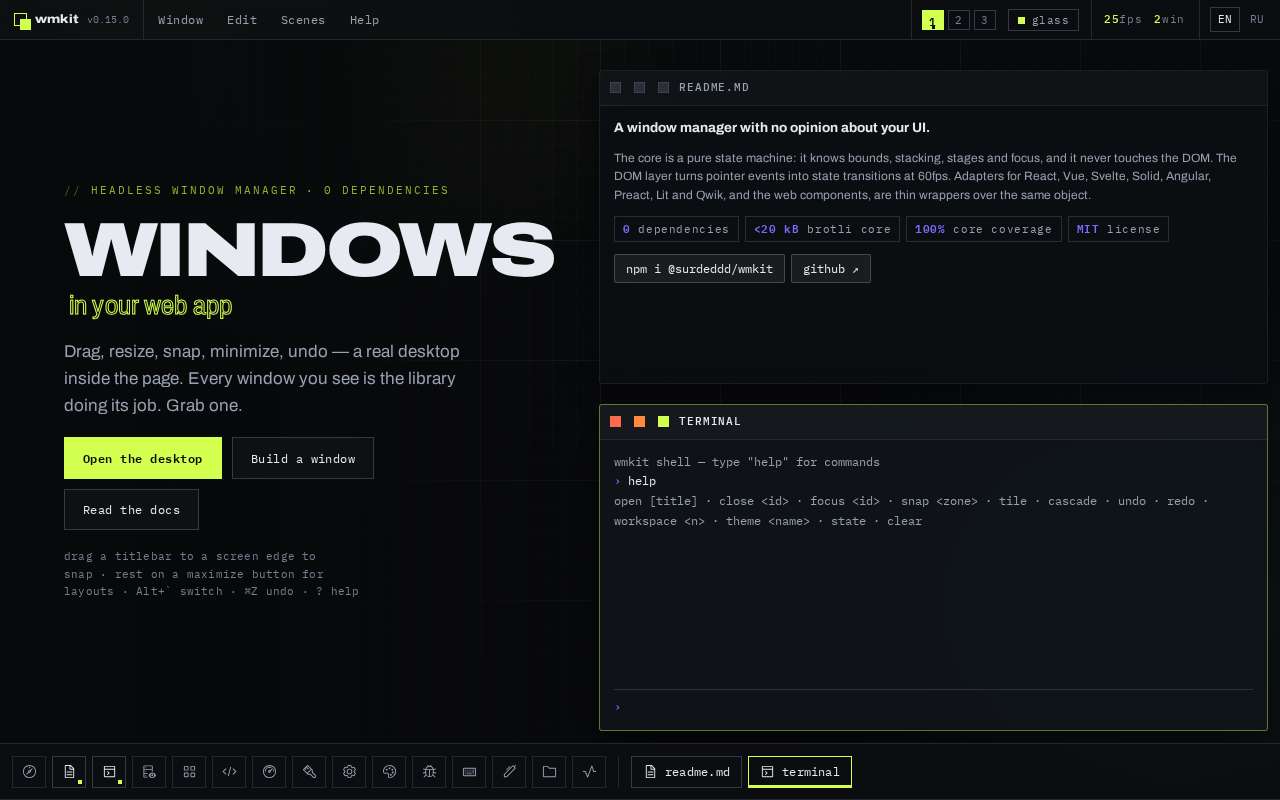 wmkit v0.15.0 Window Edit Scenes Help 1 2 3 glass 25fps 2win EN RU
// HEADLESS WINDOW MANAGER · 0 DEPENDENCIES
WINDOWS
in your web app
Drag, resize, snap, minimize, undo — a real desktop
inside the page. Every window you see is the library
doing its job. Grab one.
Open the desktop
Build a window
Read the docs
drag a titlebar to a screen edge to
snap · rest on a maximize button for
layouts · Alt+` switch · ⌘Z undo · ? help
README.MD
A window manager with no opinion about your UI.
The core is a pure state machine: it knows bounds, stacking, stages and focus, and it never touches the DOM. The
DOM layer turns pointer events into state transitions at 60fps. Adapters for React, Vue, Svelte, Solid, Angular,
Preact, Lit and Qwik, and the web components, are thin wrappers over the same object.
0 dependencies <20 kB brotli core 100% core coverage MIT license
npm i @surdeddd/wmkit github ↗
TERMINAL
wmkit shell — type "help" for commands
› help
open [title] · close <id> · focus <id> · snap <zone> · tile · cascade · undo · redo ·
workspace <n> · theme <name> · state · clear
›
readme.md terminal